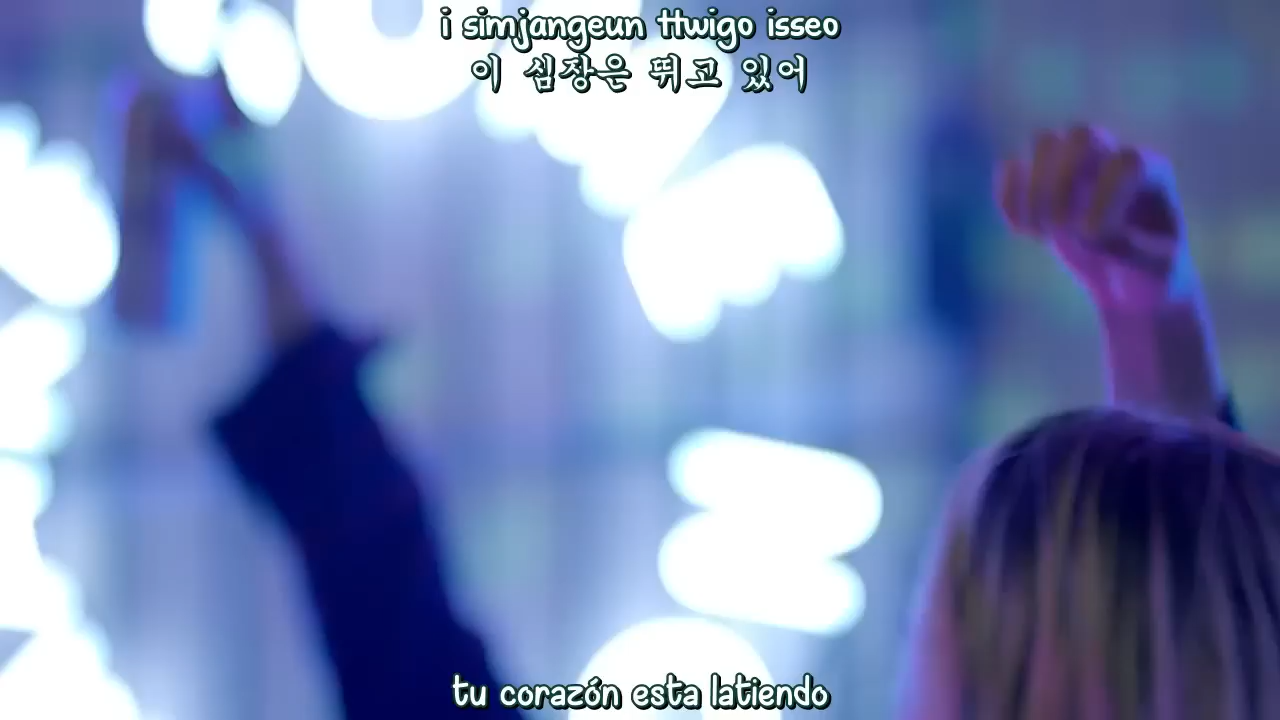 i simjangeun ttwigo isseo
이 심장은 뛰고 있어
tu corazón esta latiendo